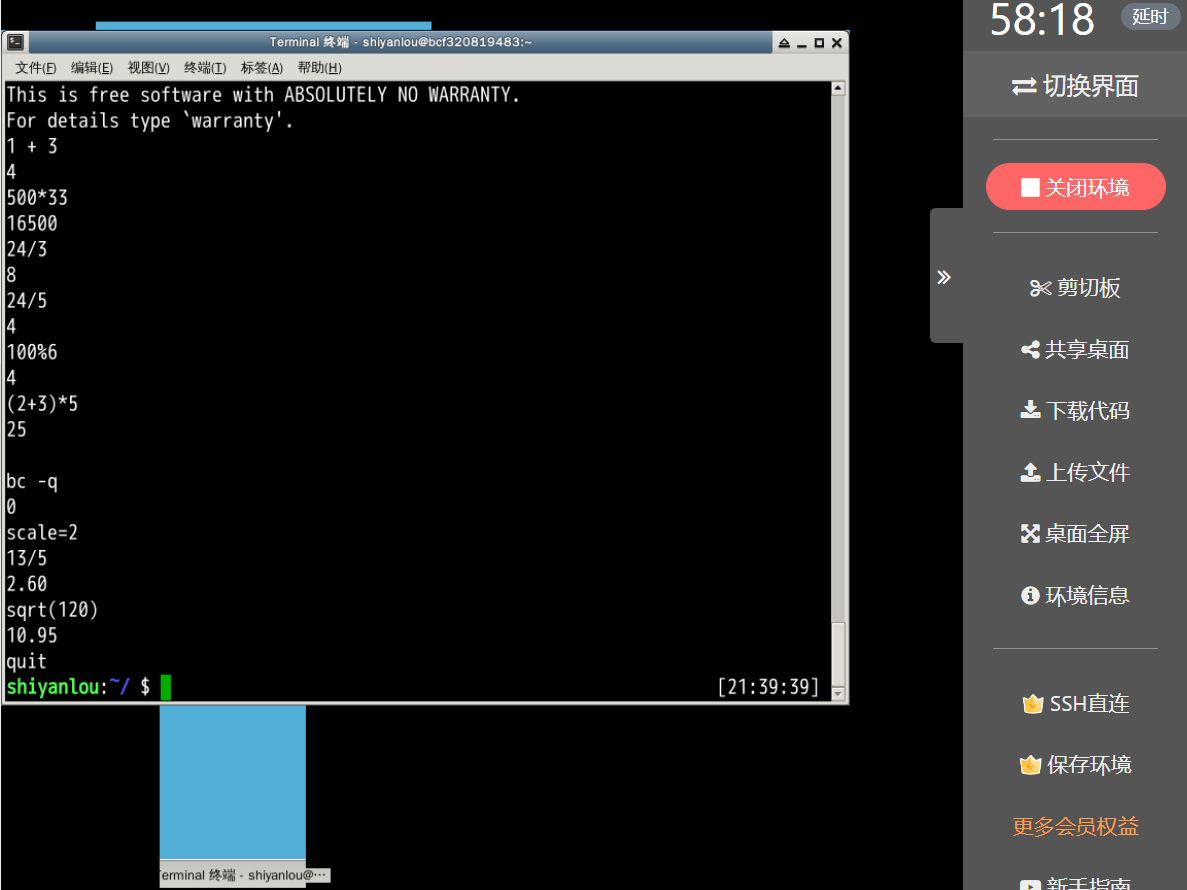 Terminal 终端 - shiyanlou@bcf320819483:~
文件(F) 编辑(E) 视图(V) 终端(T) 标签(A) 帮助(H)
This is free software with ABSOLUTELY NO WARRANTY.
For details type `warranty'.
1 + 3
4
500*33
16500
24/3
8
24/5
4
100%6
4
(2+3)*5
25
bc -q
0
scale=2
13/5
2.60
sqrt(120)
10.95
quit
shiyanlou:~/ $ [21:39:39]
erminal 终端 - shiyanlou@···
58:18 延时
切换界面
关闭环境
剪切板
共享桌面
下载代码
上传文件
桌面全屏
环境信息
SSH直连
保存环境
更多会员权益
新手指南